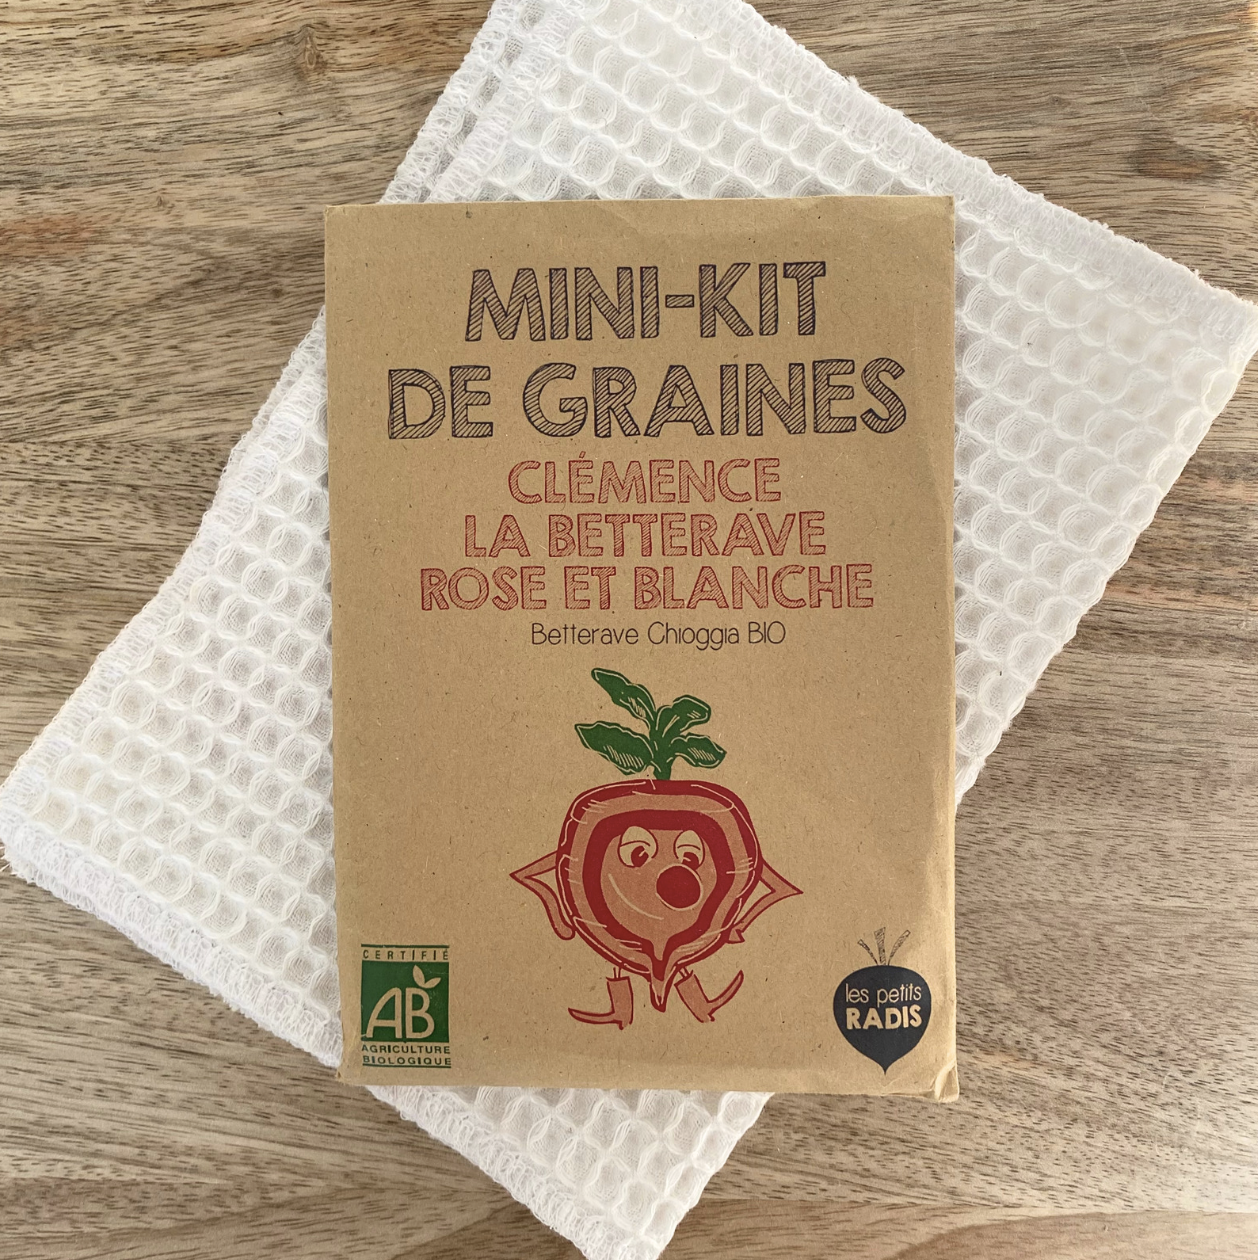 MINI-KIT
DE GRAINES
CLÉMENCE
LA BETTERAVE
ROSE ET BLANCHE
Betterave Chioggia BIO
CERTIFIÉ
AB
AGRICULTURE
BIOLOGIQUE
les petits
RADIS